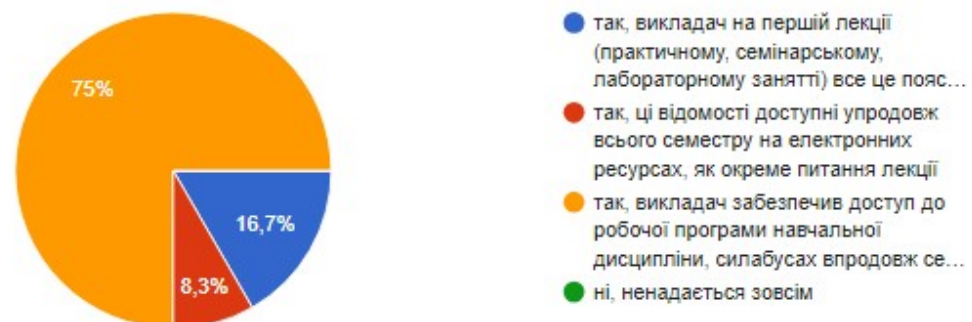 75%
16,7%
8,3%
так, викладач на першій лекції
(практичному, семінарському,
лабораторному занятті) все це пояс…
так, ці відомості доступні упродовж
всього семестру на електронних
ресурсах, як окреме питання лекції
так, викладач забезпечив доступ до
робочої програми навчальної
дисципліни, силабусах впродовж се…
ні, ненадається зовсім